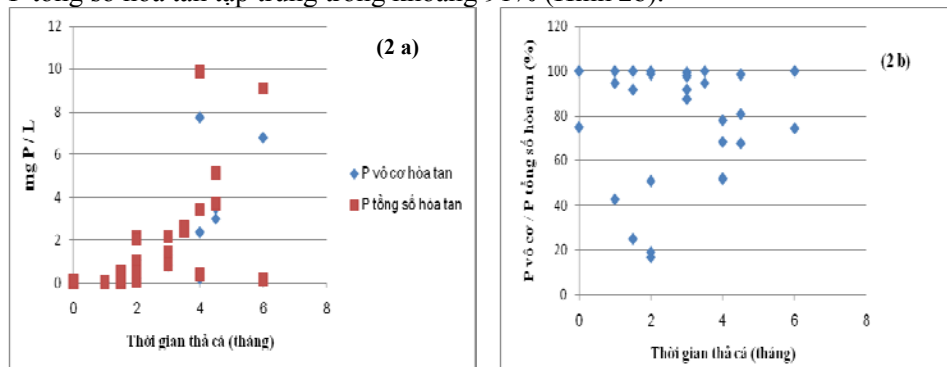 P tổng số hòa tan tập trung trong khoảng 91% (Hình 2b).
(2 a)
12
10
8
6
4
2
0
mg P / L
0 2 4 6 8
Thời gian thả cá (tháng)
P vô cơ hòa tan
P tổng số hòa tan
(2 b)
120
100
80
60
40
20
0
P vô cơ / P tổng số hòa tan (%)
0 2 4 6 8
Thời gian thả cá (tháng)